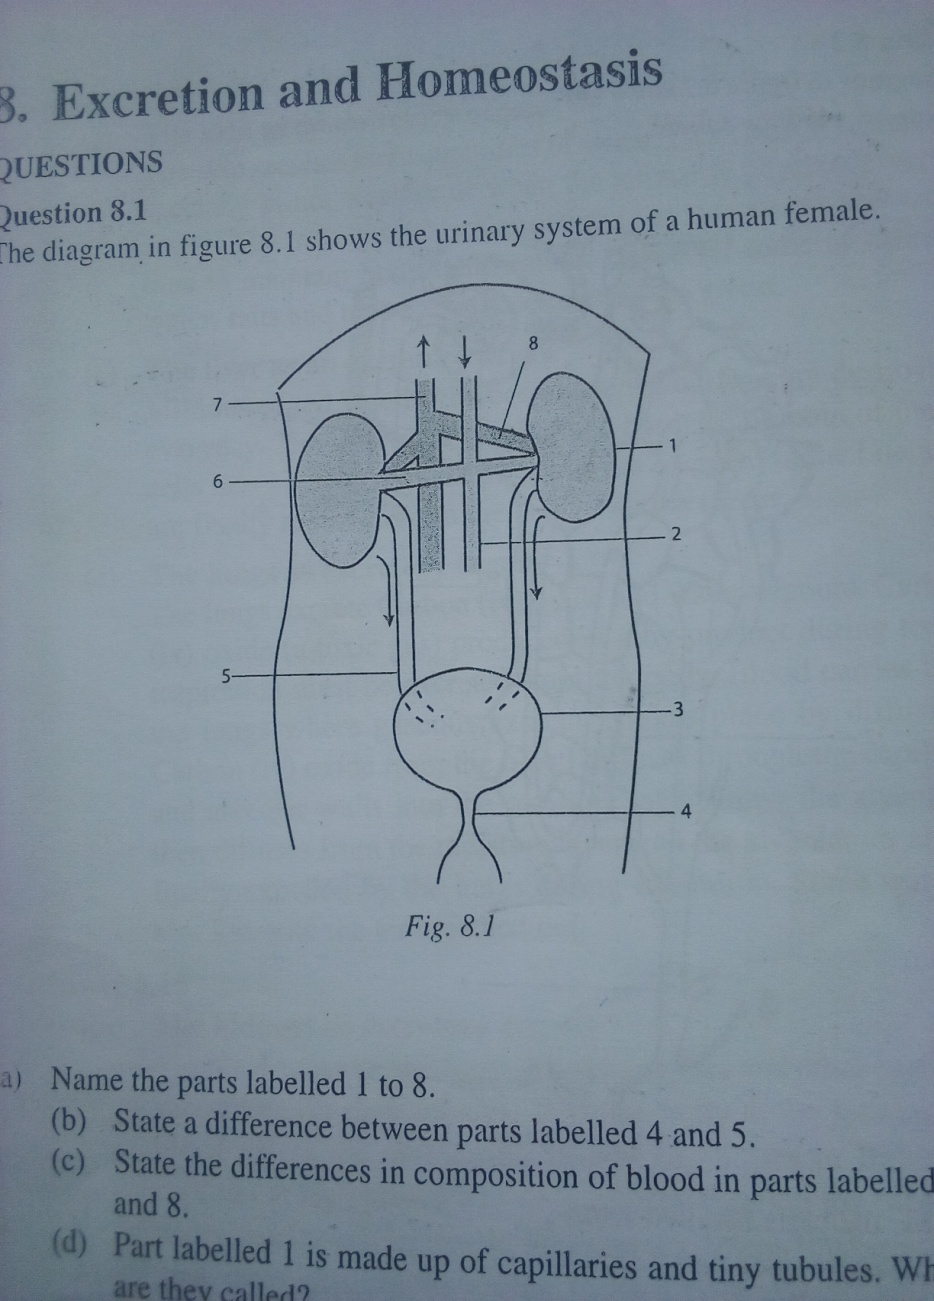 8. Excretion and Homeostasis
QUESTIONS
Question 8.1
The diagram in figure 8.1 shows the urinary system of a human female.
8
7
1
6
2
5
3
4
Fig. 8.1
a) Name the parts labelled 1 to 8.
(b) State a difference between parts labelled 4 and 5.
(c) State the differences in composition of blood in parts labelled
and 8.
(d) Part labelled 1 is made up of capillaries and tiny tubules.
are they called?